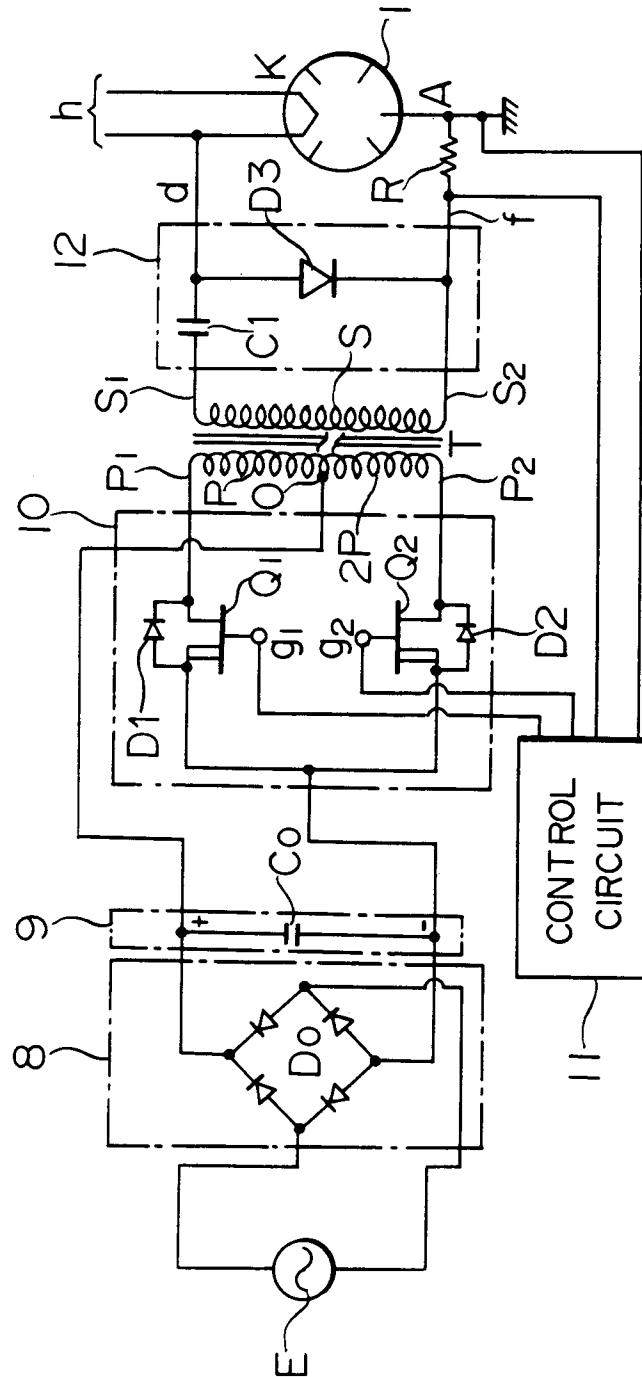 E
8
Do
9
+
Co
-
10
D1
Q1
g1
g2
Q2
D2
P1
P
O
2P
P2
S1
S
S2
T
12
C1
D3
d
f
h
K
1
A
R
CONTROL
CIRCUIT
11